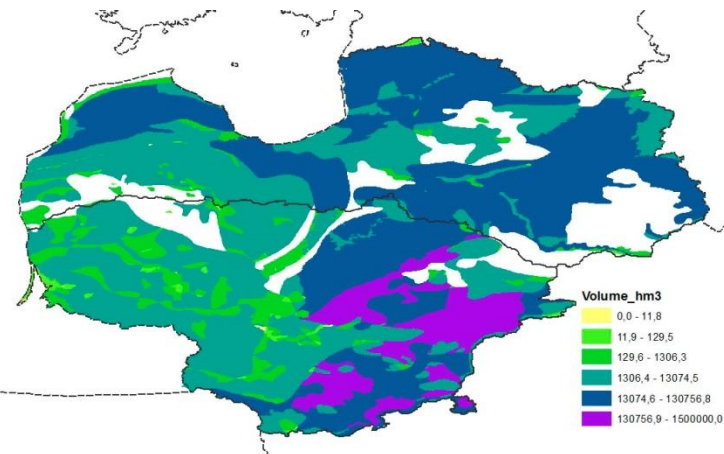 Volume_hm3
0,0 - 11,8
11,9 - 129,5
129,6 - 1306,3
1306,4 - 13074,5
13074,6 - 130756,8
130756,9 - 1500000,0